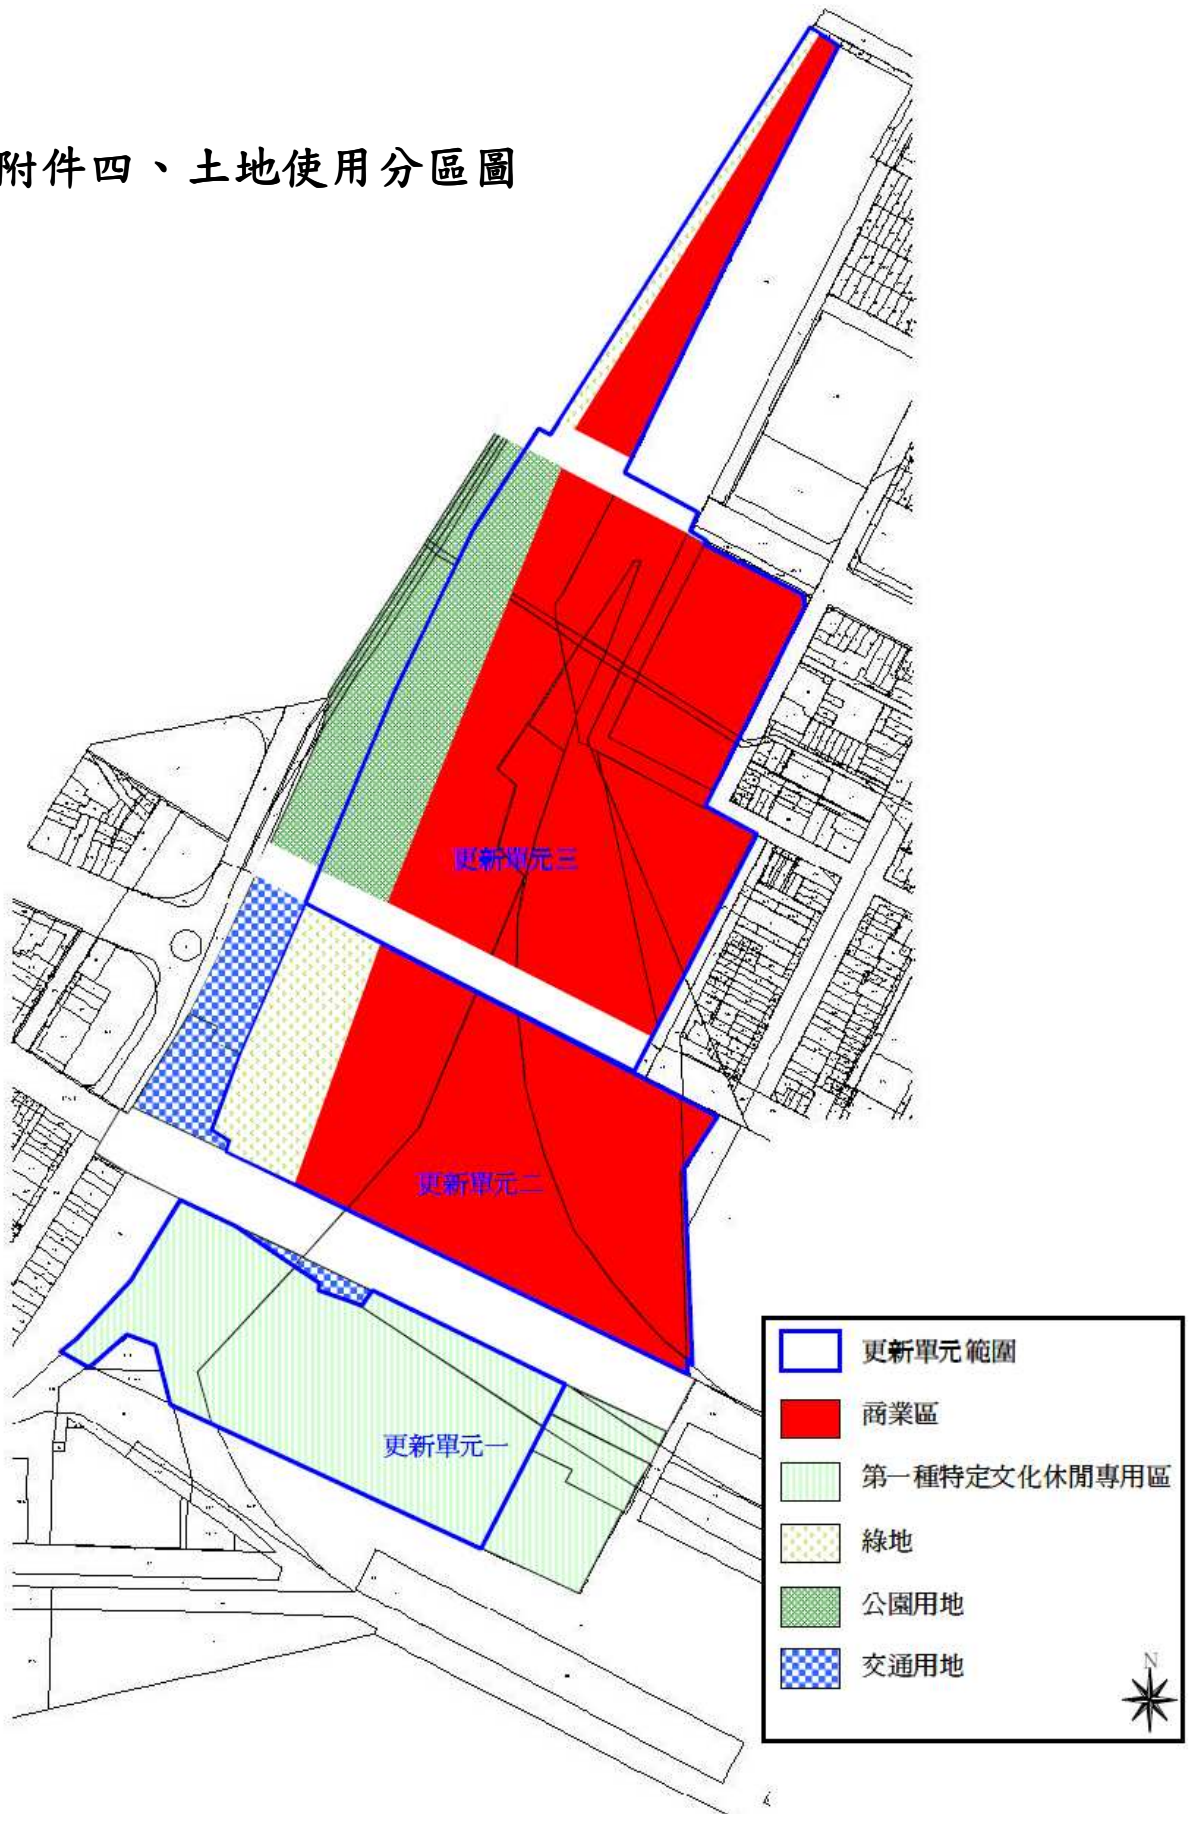 附件四、土地使用分區圖
更新單元三
更新單元二
更新單元一
更新單元範圍
商業區
第一種特定文化休閒專用區
綠地
公園用地
交通用地
N